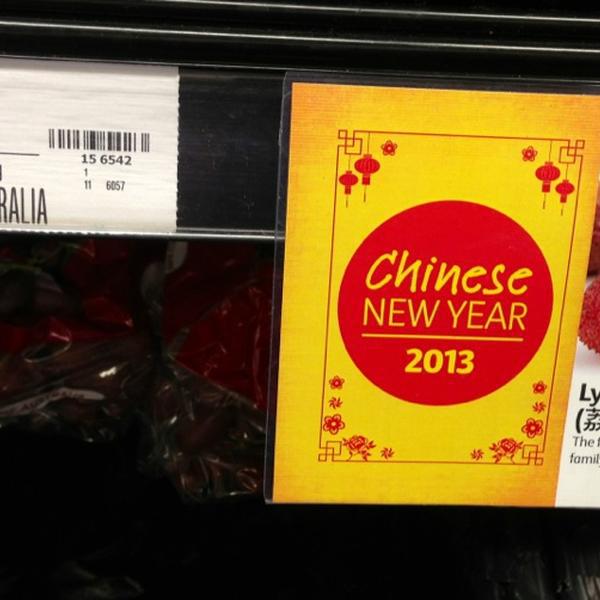 15 6542
1
11 6057
RALIA
Chinese
NEW YEAR
2013
Ly
(荔
The f
family